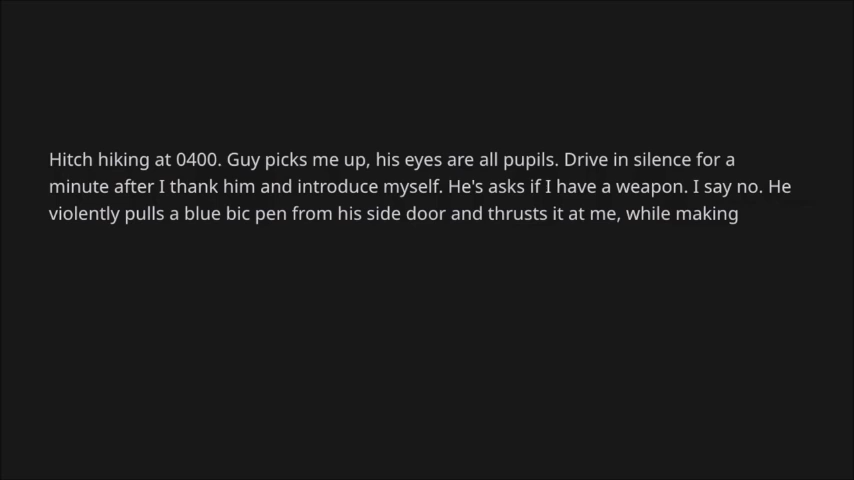 Hitch hiking at 0400. Guy picks me up, his eyes are all pupils. Drive in silence for a
minute after I thank him and introduce myself. He's asks if I have a weapon. I say no. He
violently pulls a blue bic pen from his side door and thrusts it at me, while making